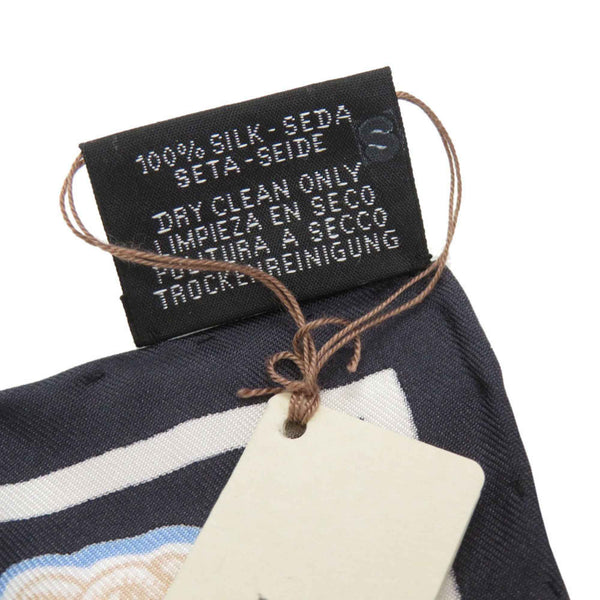 100% SILK-SEDA
SETA-SEIDE
DRY CLEAN ONLY
LIMPIEZA EN SECO
PULITURA A SECCO
TROCKENREINIGUNG